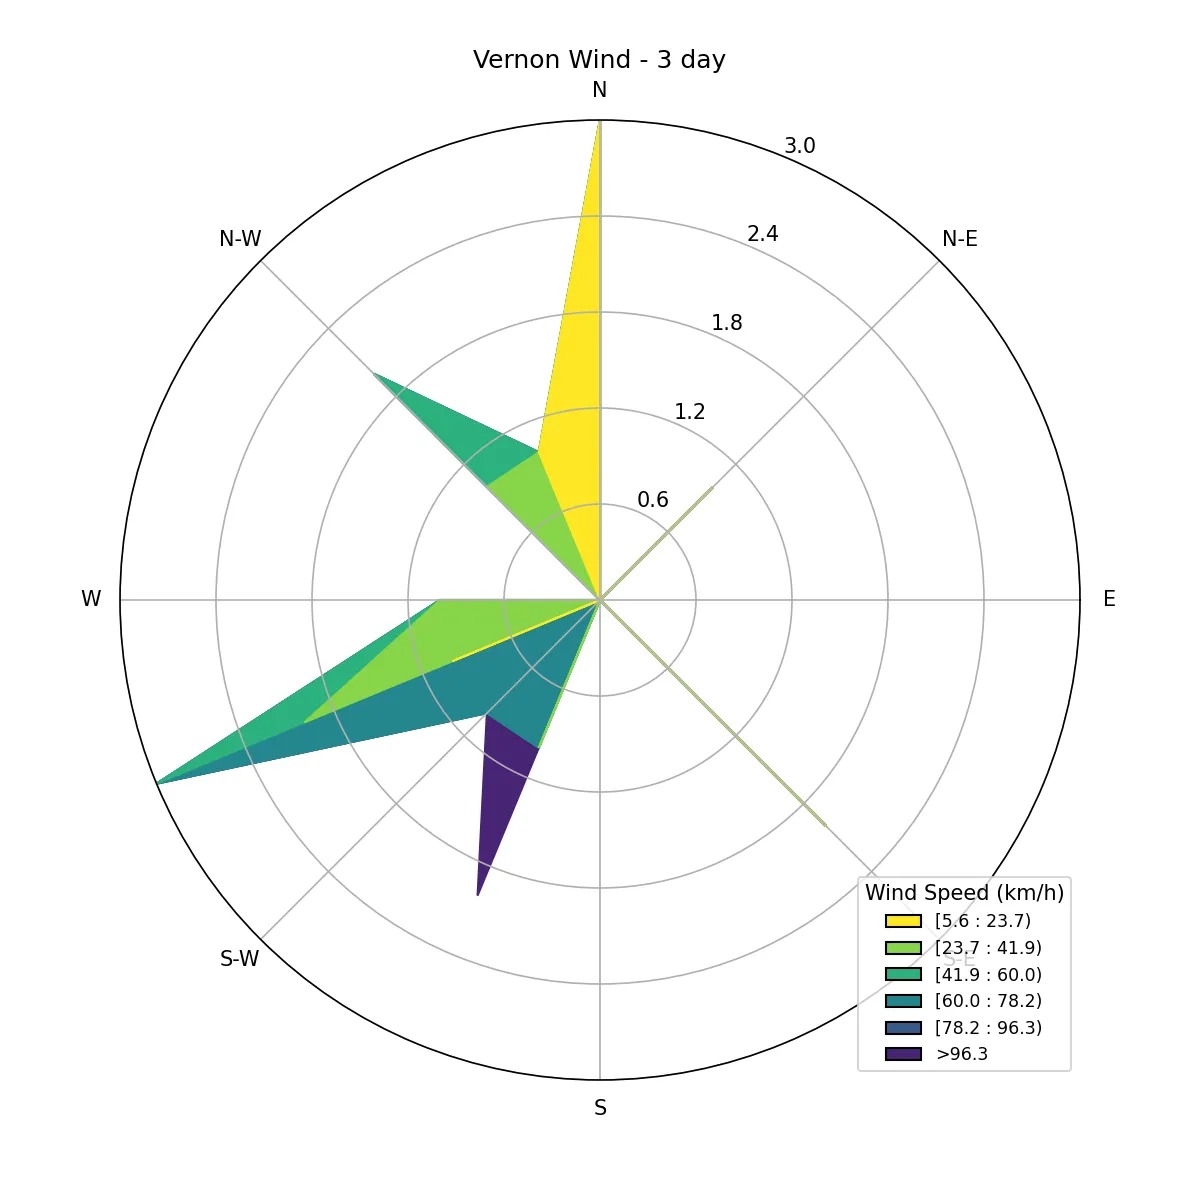 Vernon Wind - 3 day
N
3.0
2.4
N-W
N-E
1.8
1.2
0.6
W
E
Wind Speed (km/h)
[5.6 : 23.7)
[23.7 : 41.9)
S-W
S-E
[41.9 : 60.0)
[60.0 : 78.2)
[78.2 : 96.3)
>96.3
S